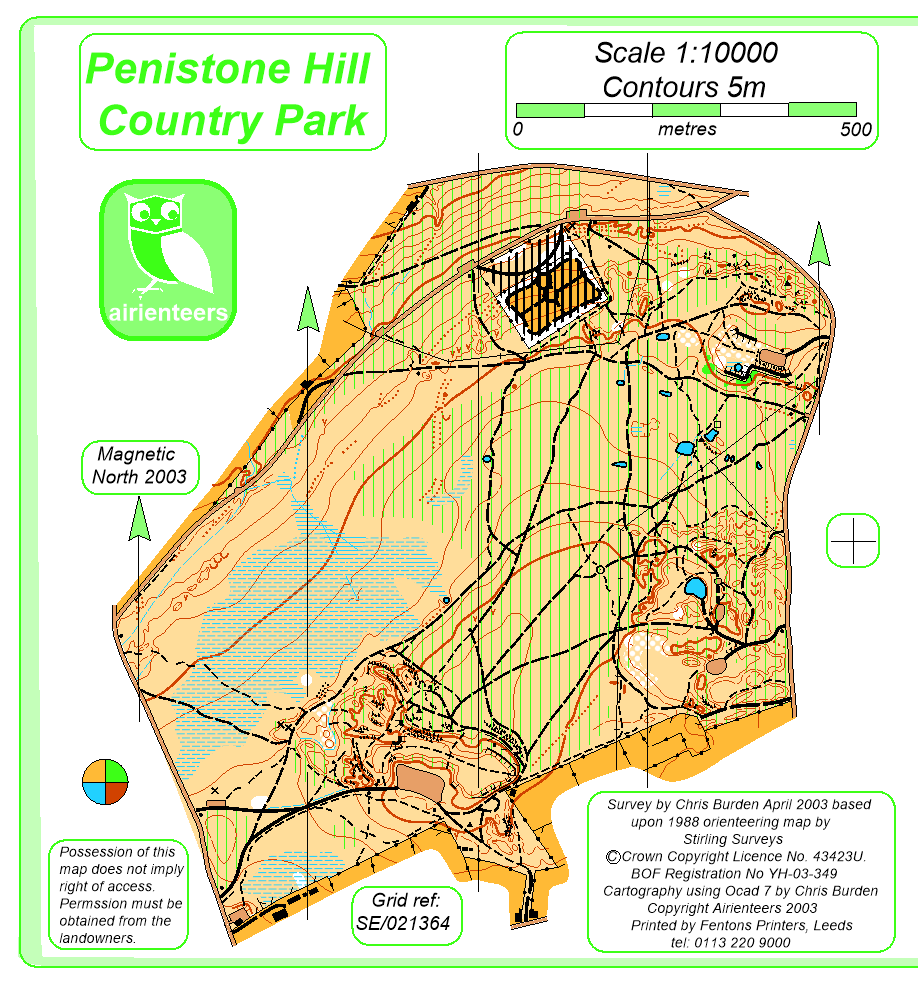 Penistone Hill
Country Park
Scale 1:10000
Contours 5m
0 metres 500
airienteers
Magnetic
North 2003
Possession of this
map does not imply
right of access.
Permssion must be
obtained from the
landowners.
Grid ref:
SE/021364
Survey by Chris Burden April 2003 based
upon 1988 orienteering map by
Stirling Surveys
©Crown Copyright Licence No. 43423U.
BOF Registration No YH-03-349
Cartography using Ocad 7 by Chris Burden
Copyright Airienteers 2003
Printed by Fentons Printers, Leeds
tel: 0113 220 9000